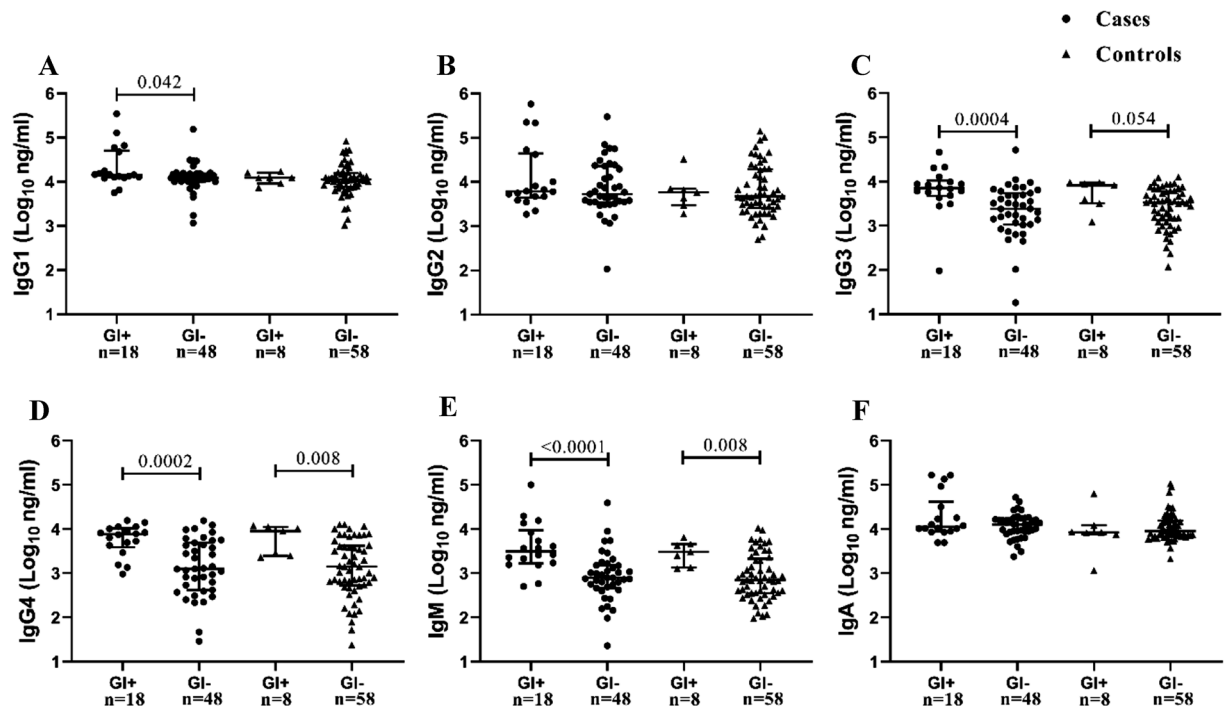 Cases
Controls
A
0.042
IgG1 (Log10 ng/ml)
6
5
4
3
2
1
GI+ GI- GI+ GI-
n=18 n=48 n=8 n=58
B
IgG2 (Log10 ng/ml)
6
5
4
3
2
1
GI+ GI- GI+ GI-
n=18 n=48 n=8 n=58
C
0.0004 0.054
IgG3 (Log10 ng/ml)
6
5
4
3
2
1
GI+ GI- GI+ GI-
n=18 n=48 n=8 n=58
D
0.0002 0.008
IgG4 (Log10 ng/ml)
6
5
4
3
2
1
GI+ GI- GI+ GI-
n=18 n=48 n=8 n=58
E
<0.0001 0.008
IgM (Log10 ng/ml)
6
5
4
3
2
1
GI+ GI- GI+ GI-
n=18 n=48 n=8 n=58
F
IgA (Log10 ng/ml)
6
5
4
3
2
1
GI+ GI- GI+ GI-
n=18 n=48 n=8 n=58